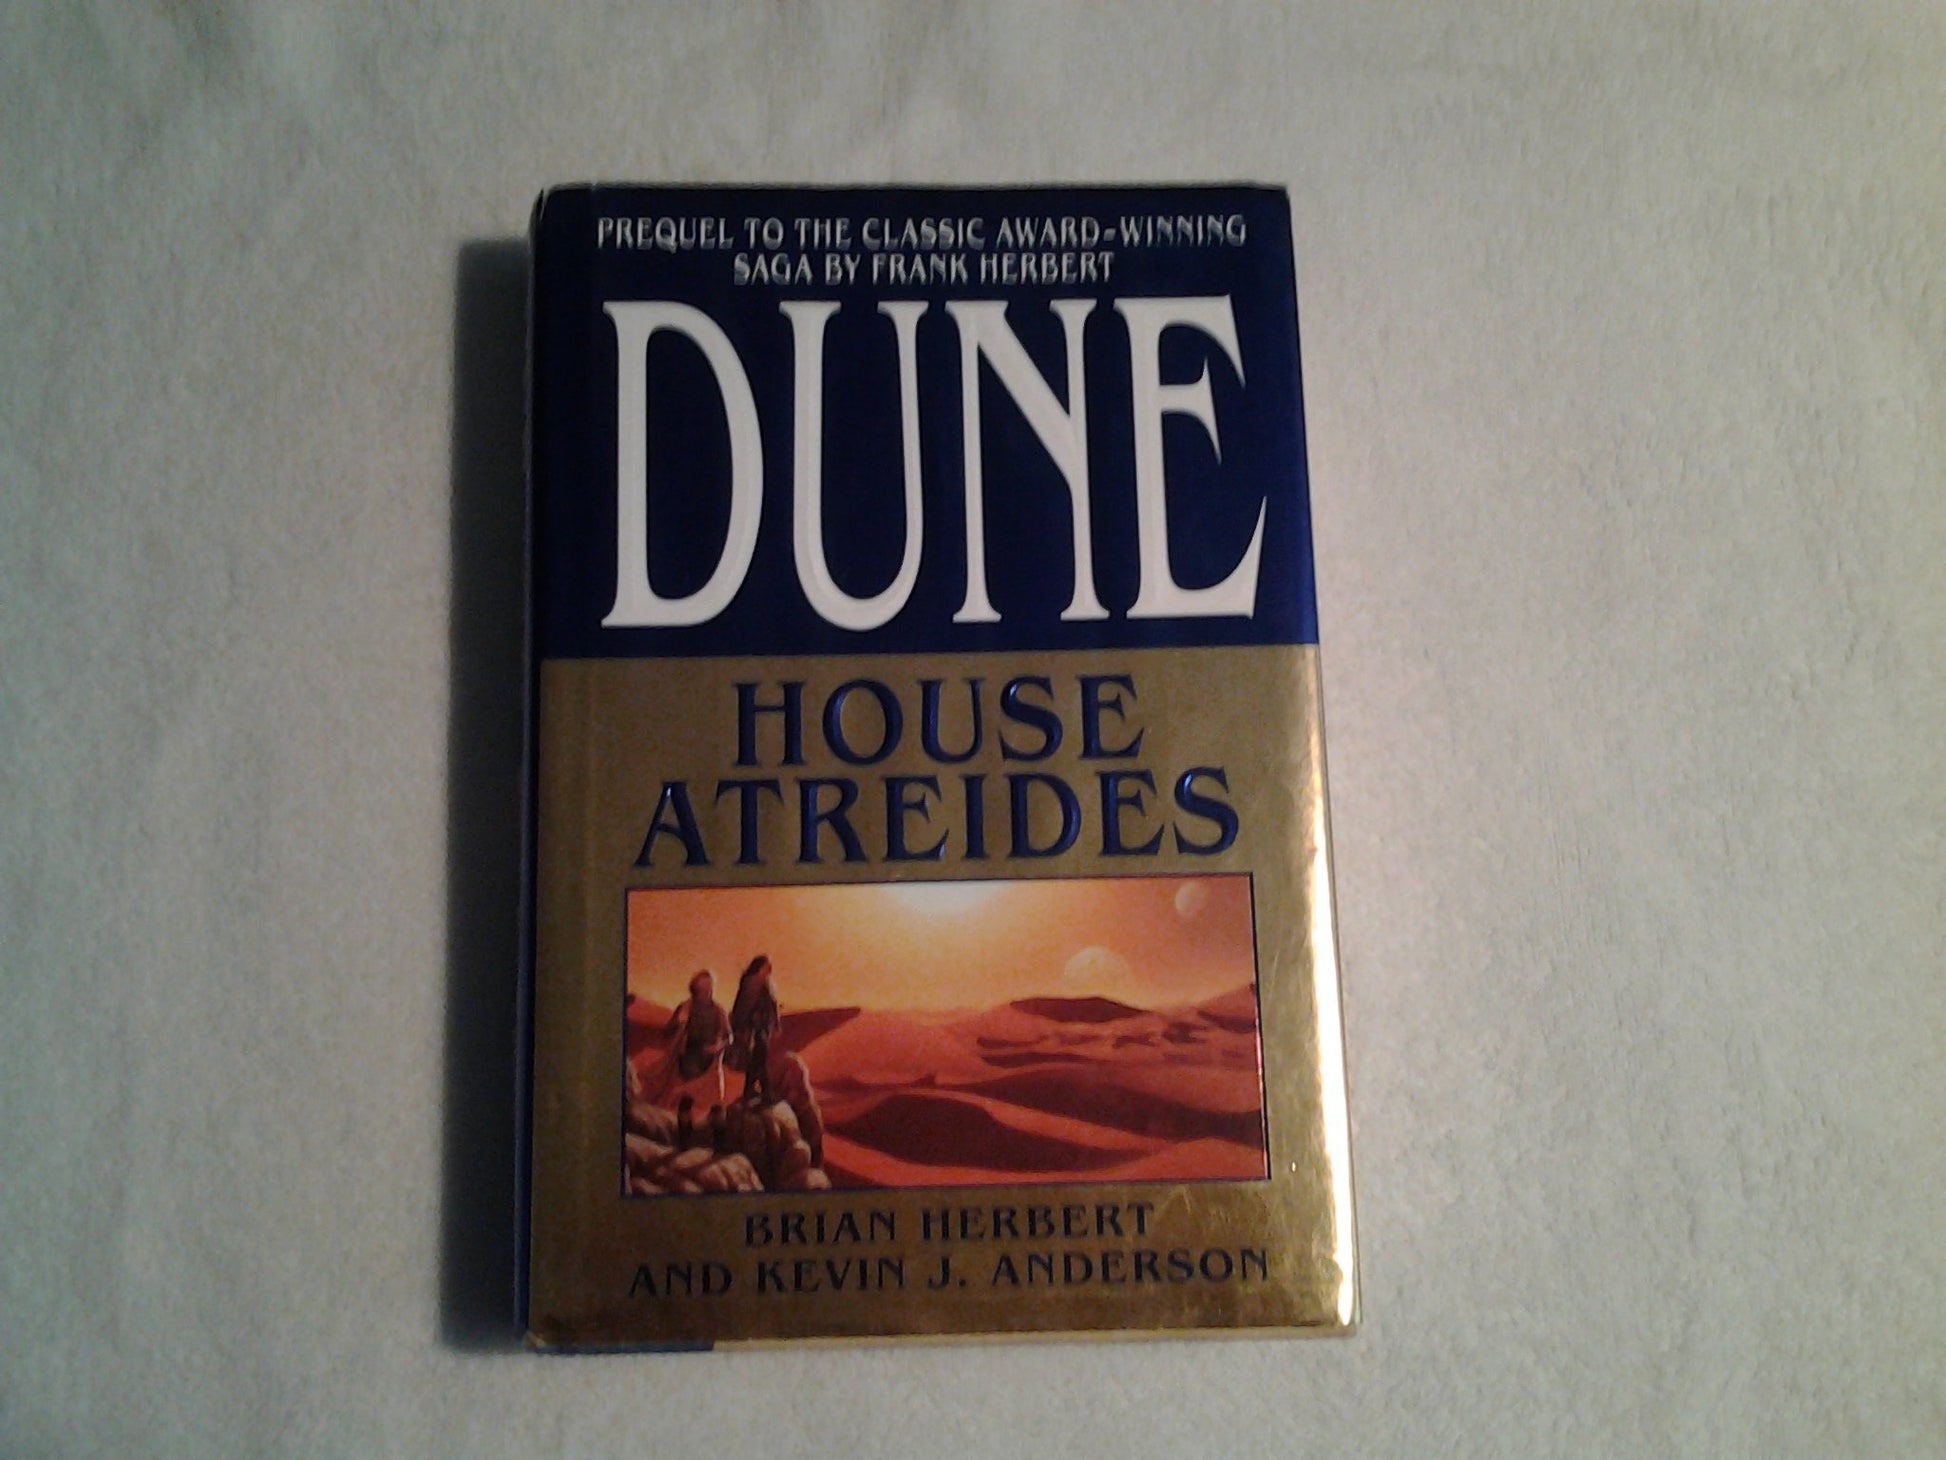 PREQUEL TO THE CLASSIC AWARD-WINNING
SAGA BY FRANK HERBERT
DUNE
HOUSE
ATREIDES
BRIAN HERBERT
AND KEVIN J. ANDERSON